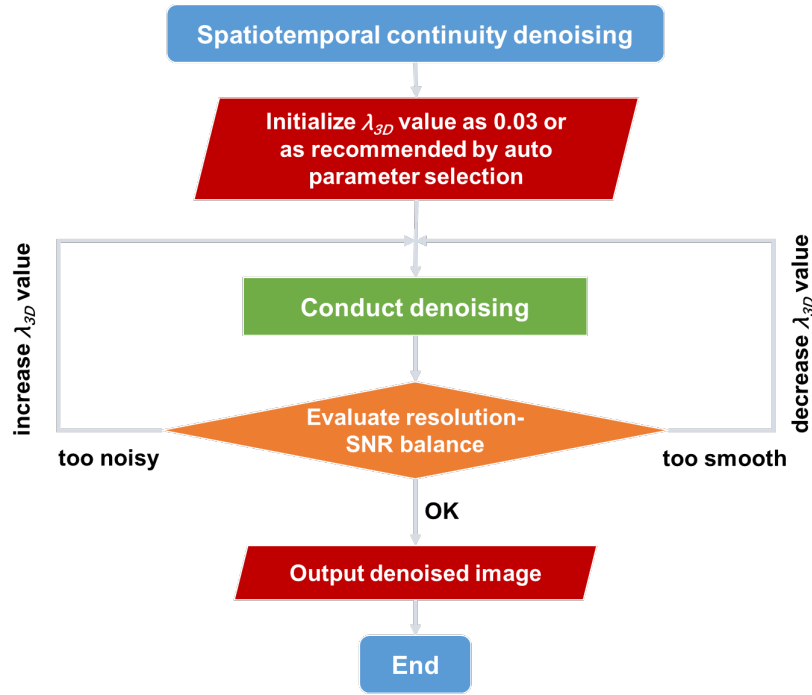 Spatiotemporal continuity denoising
Initialize λ3D value as 0.03 or
as recommended by auto
parameter selection
increase λ3D value
decrease λ3D value
Conduct denoising
Evaluate resolution-
SNR balance
too noisy
too smooth
OK
Output denoised image
End